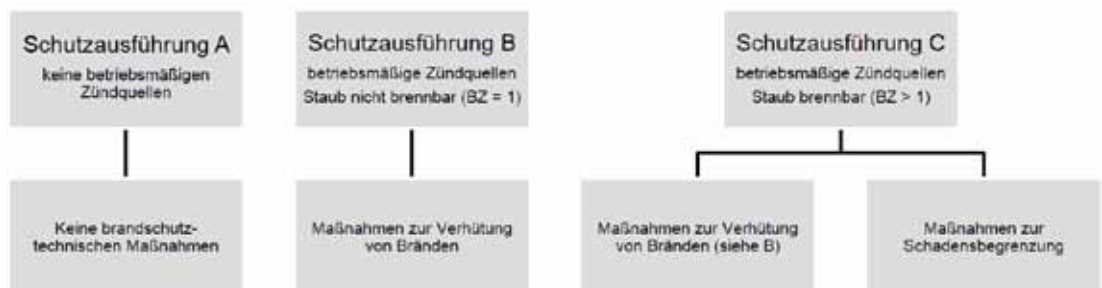 Schutzausführung A
keine betriebsmäßigen
Zündquellen
Schutzausführung B
betriebsmäßige Zündquellen
Staub nicht brennbar (BZ = 1)
Schutzausführung C
betriebsmäßige Zündquellen
Staub brennbar (BZ > 1)
Keine brandschutz-
technischen Maßnahmen
Maßnahmen zur Verhütung
von Bränden
Maßnahmen zur Verhütung
von Bränden (siehe B)
Maßnahmen zur
Schadensbegrenzung